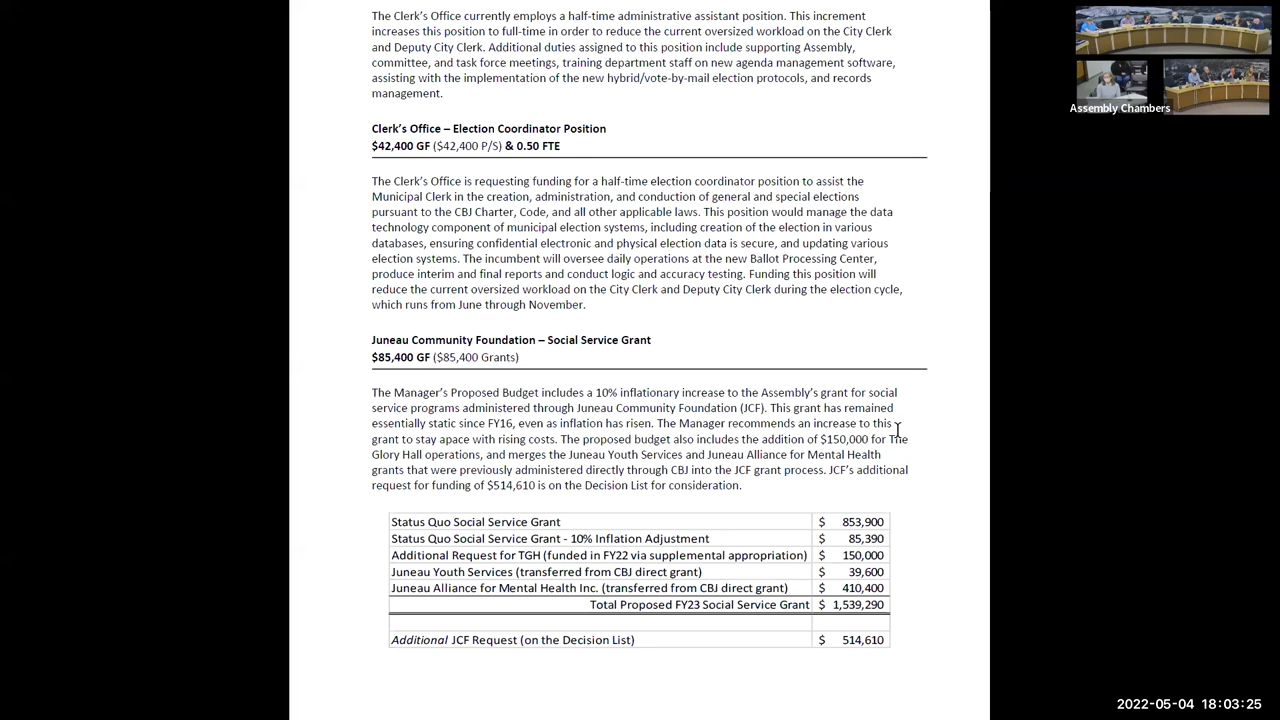 The Clerk's Office currently employs a half-time administrative assistant position. This increment
increases this position to full-time in order to reduce the current oversized workload on the City Clerk
and Deputy City Clerk. Additional duties assigned to this position include supporting Assembly,
committee, and task force meetings, training department staff on new agenda management software,
assisting with the implementation of the new hybrid/vote-by-mail election protocols, and records
management.
Clerk's Office – Election Coordinator Position
$42,400 GF ($42,400 P/S) & 0.50 FTE
The Clerk's Office is requesting funding for a half-time election coordinator position to assist the
Municipal Clerk in the creation, administration, and conduction of general and special elections
pursuant to the CBJ Charter, Code, and all other applicable laws. This position would manage the data
technology component of municipal election systems, including creation of the election in various
databases, ensuring confidential electronic and physical election data is secure, and updating various
election systems. The incumbent will oversee daily operations at the new Ballot Processing Center,
produce interim and final reports and conduct logic and accuracy testing. Funding this position will
reduce the current oversized workload on the City Clerk and Deputy City Clerk during the election cycle,
which runs from June through November.
Juneau Community Foundation – Social Service Grant
$85,400 GF ($85,400 Grants)
The Manager's Proposed Budget includes a 10% inflationary increase to the Assembly's grant for social
service programs administered through Juneau Community Foundation (JCF). This grant has remained
essentially static since FY16, even as inflation has risen. The Manager recommends an increase to this
grant to stay apace with rising costs. The proposed budget also includes the addition of $150,000 for The
Glory Hall operations, and merges the Juneau Youth Services and Juneau Alliance for Mental Health
grants that were previously administered directly through CBJ into the JCF grant process. JCF's additional
request for funding of $514,610 is on the Decision List for consideration.
Status Quo Social Service Grant $ 853,900
Status Quo Social Service Grant - 10% Inflation Adjustment $ 85,390
Additional Request for TGH (funded in FY22 via supplemental appropriation) $ 150,000
Juneau Youth Services (transferred from CBJ direct grant) $ 39,600
Juneau Alliance for Mental Health Inc. (transferred from CBJ direct grant) $ 410,400
Total Proposed FY23 Social Service Grant $ 1,539,290
Additional JCF Request (on the Decision List) $ 514,610
Assembly Chambers
2022-05-04 18:03:25